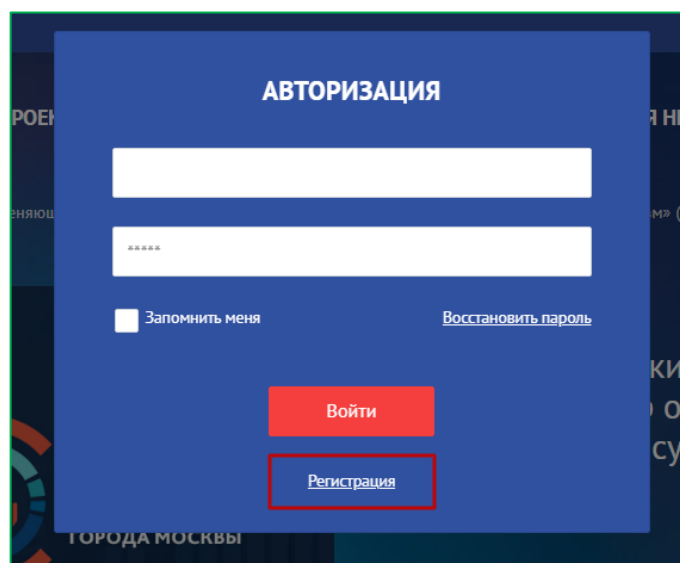 АВТОРИЗАЦИЯ
*****
Запомнить меня
Восстановить пароль
Войти
Регистрация
ГОРОДА МОСКВЫ